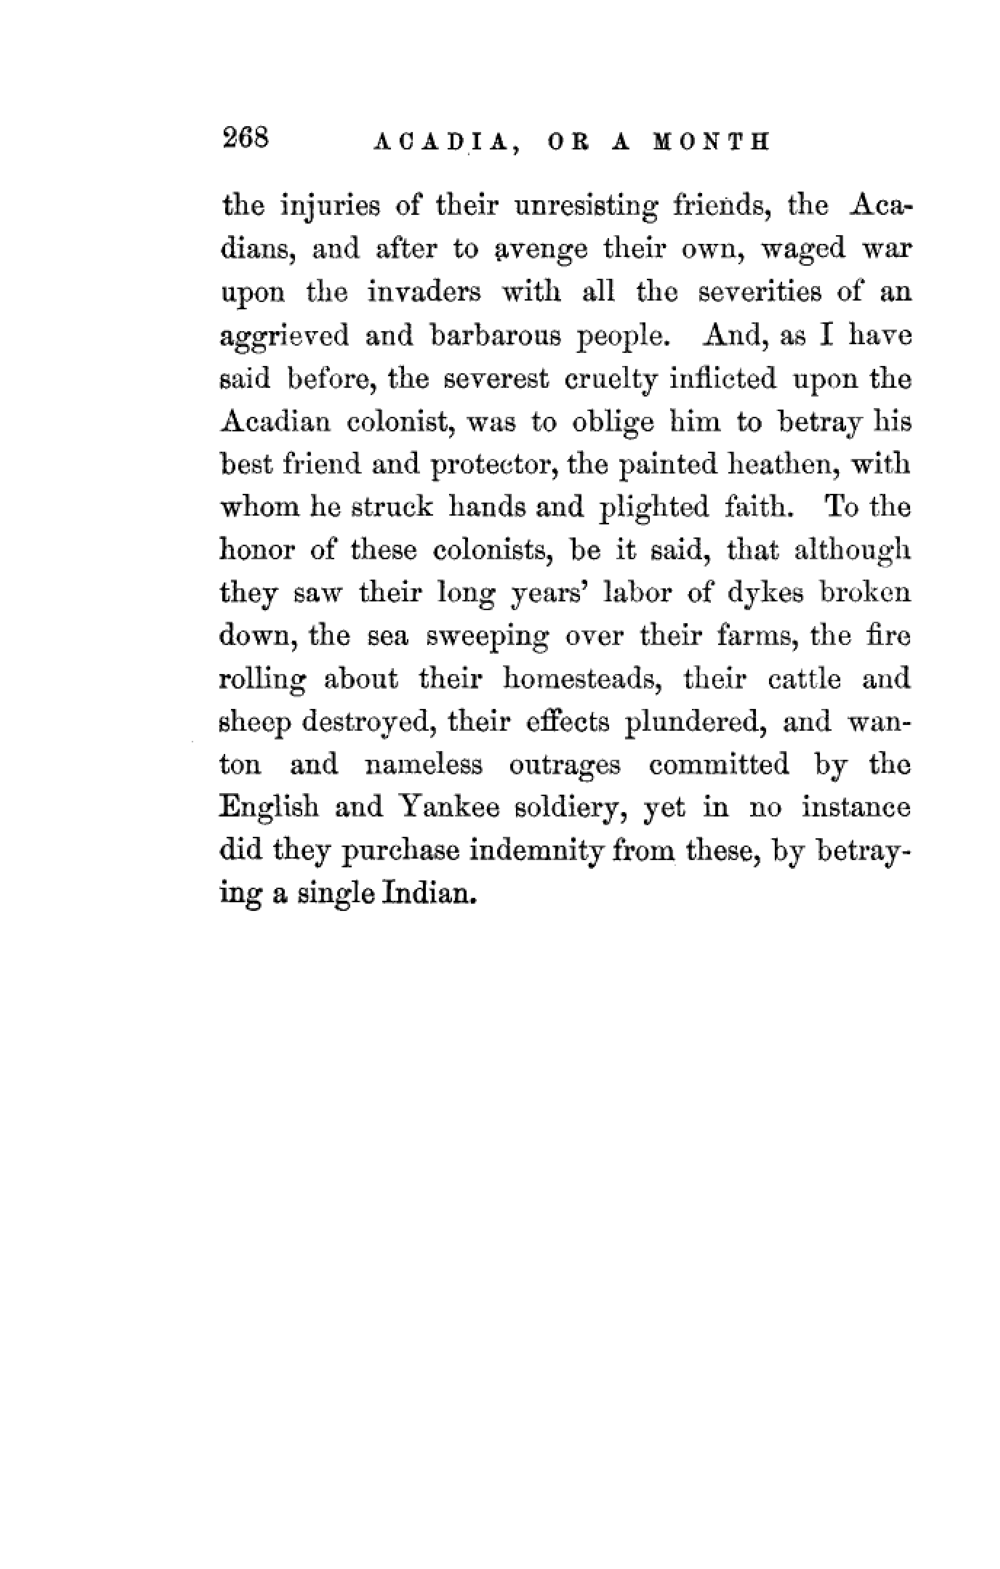 268 ACADIA, OR A MONTH
the injuries of their unresisting friends, the Aca-
dians, and after to avenge their own, waged war
upon the invaders with all the severities of an
aggrieved and barbarous people. And, as I have
said before, the severest cruelty inflicted upon the
Acadian colonist, was to oblige him to betray his
best friend and protector, the painted heathen, with
whom he struck hands and plighted faith. To the
honor of these colonists, be it said, that although
they saw their long years’ labor of dykes broken
down, the sea sweeping over their farms, the fire
rolling about their homesteads, their cattle and
sheep destroyed, their effects plundered, and wan-
ton and nameless outrages committed by the
English and Yankee soldiery, yet in no instance
did they purchase indemnity from these, by betray-
ing a single Indian.